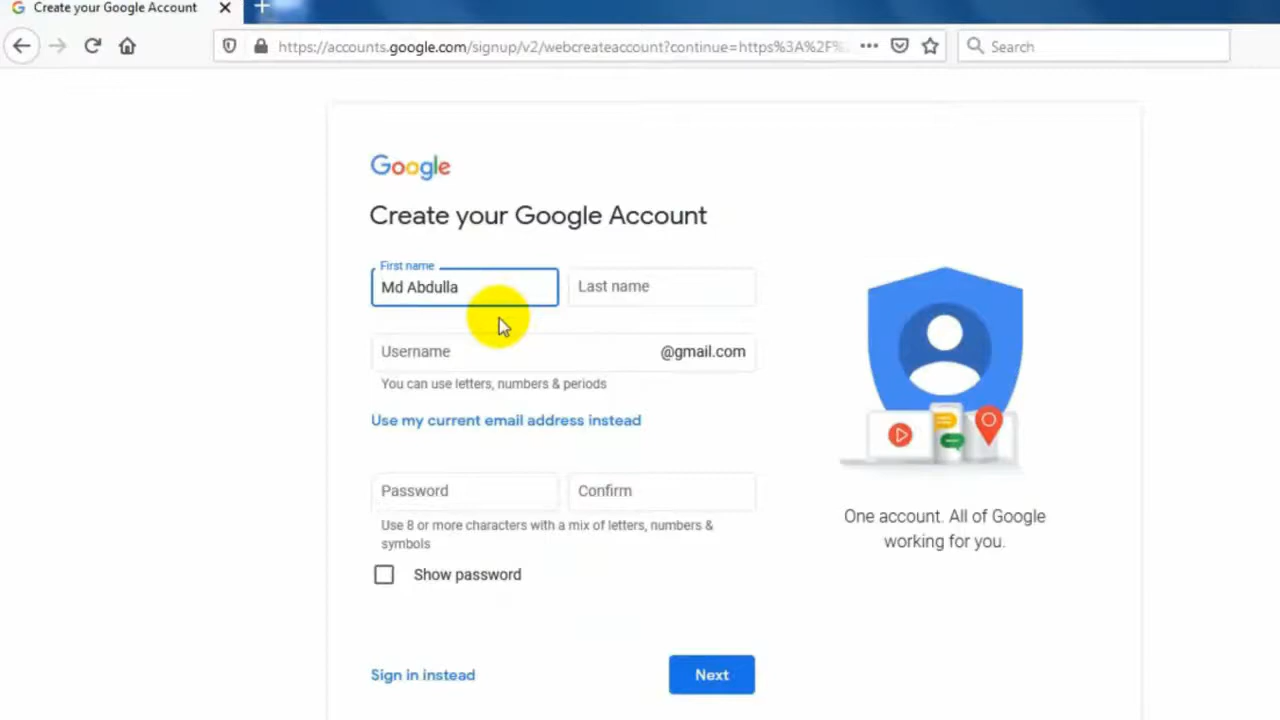 Create your Google Account
https://accounts.google.com/signup/v2/webcreateaccount?continue=https%3A%2F%
Search
Google
Create your Google Account
First name
Md Abdulla
Last name
Username
@gmail.com
You can use letters, numbers & periods
Use my current email address instead
Password
Confirm
Use 8 or more characters with a mix of letters, numbers &
symbols
Show password
One account. All of Google
working for you.
Sign in instead
Next